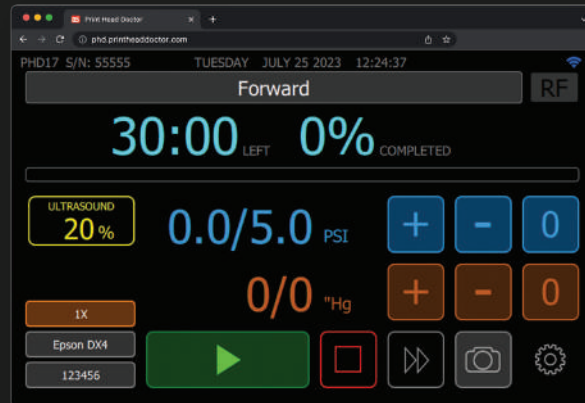 Print Head Doctor
phd.printheaddoctor.com
PHD17 S/N: 55555 TUESDAY JULY 25 2023 12:24:37
Forward RF
30:00 LEFT 0% COMPLETED
ULTRASOUND
20 %
0.0/5.0 PSI + - 0
0/0 "Hg + - 0
1X
Epson DX4
123456